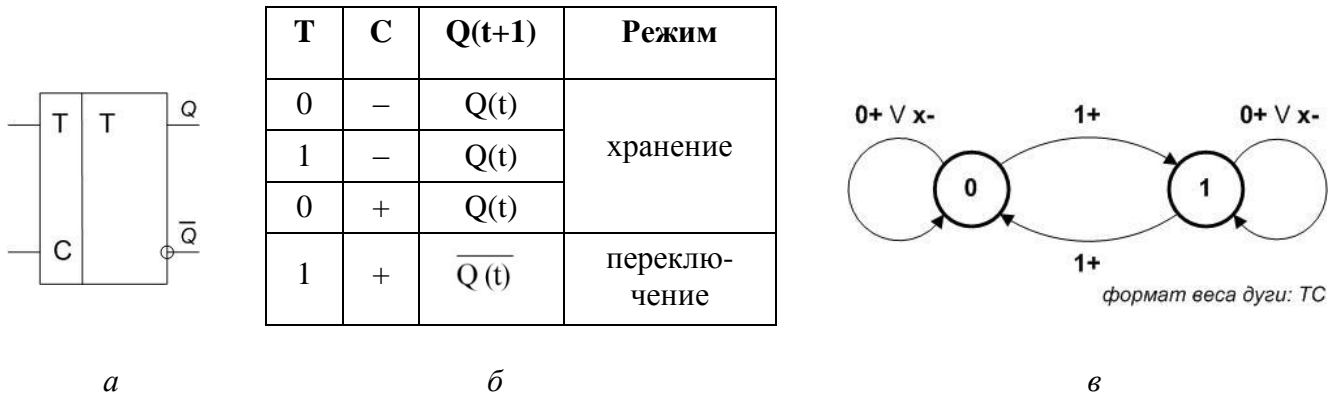 T T Q
C Q̅
T C Q(t+1) Режим
0 – Q(t) хранение
1 – Q(t)
0 + Q(t)
1 + Q̅ ̅(̅t̅)̅ переклю-
чение
0+ ∨ x- 1+ 0+ ∨ x-
0 1
1+
формат веса дуги: TC
а б в